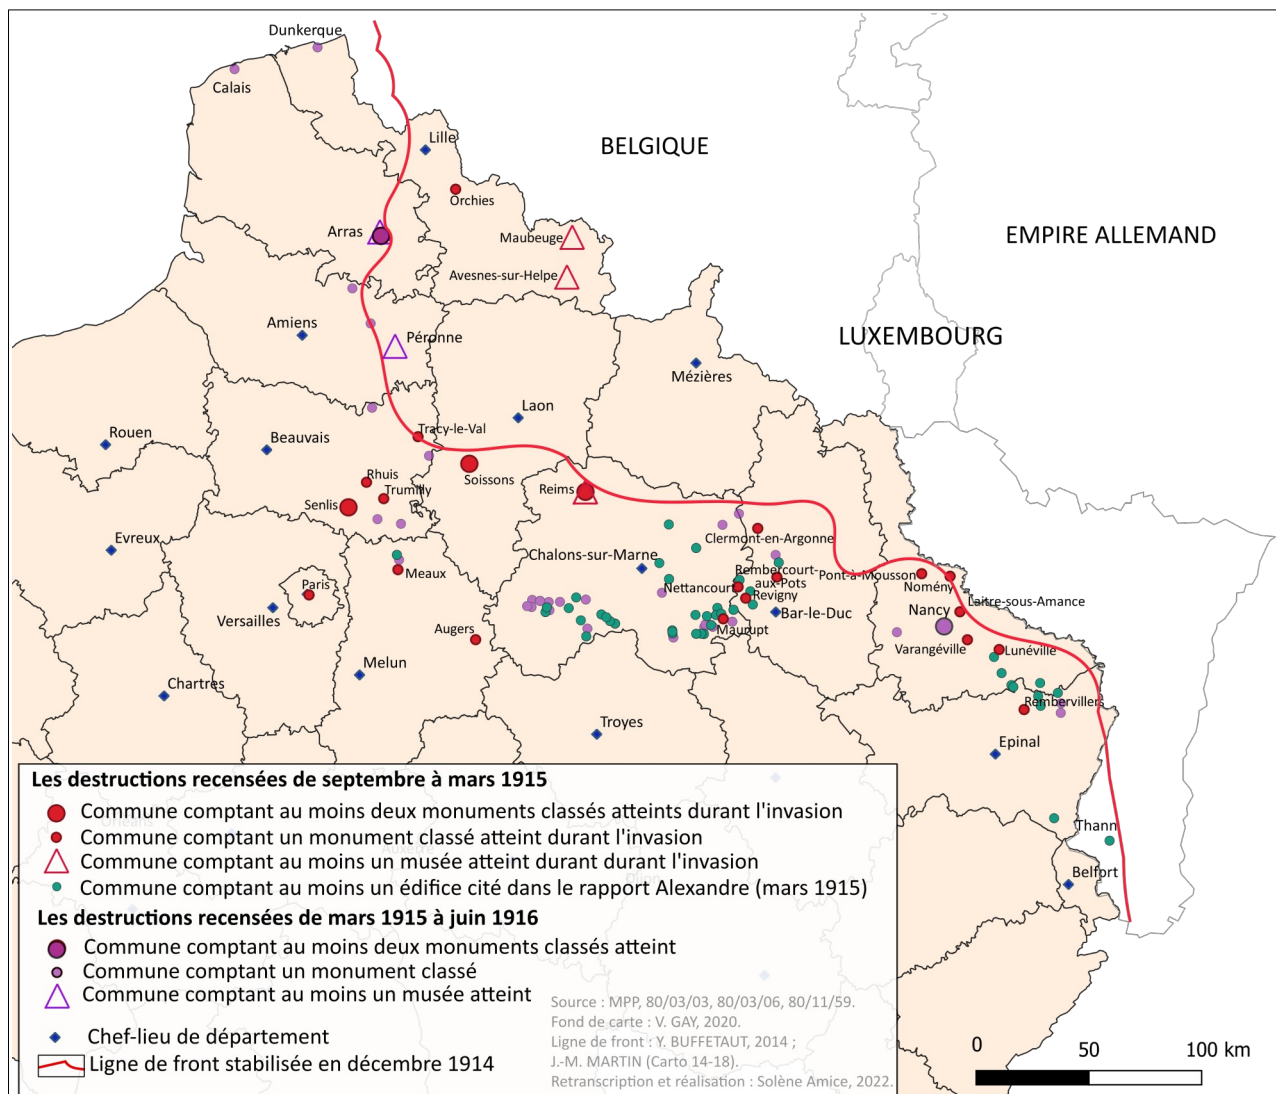 Dunkerque
Calais
Lille
BELGIQUE
Orchies
Arras
Maubeuge
EMPIRE ALLEMAND
Avesnes-sur-Helpe
Amiens
Péronne
LUXEMBOURG
Mézières
Laon
Rouen
Beauvais
Tracy-le-Val
Rhuis
Soissons
Trumilly
Reims
Senlis
Evreux
Clermont-en-Argonne
Chalons-sur-Marne
Meaux
Rembercourt-
aux-Pots
Pont-à-Mousson
Nettancourt
Nomény
Paris
Revigny
Laitre-sous-Amance
Versailles
Bar-le-Duc
Nancy
Augers
Maurupt
Varangéville
Lunéville
Melun
Chartres
Rembervillers
Troyes
Epinal
Thann
Belfort
Les destructions recensées de septembre à mars 1915
Commune comptant au moins deux monuments classés atteints durant l'invasion
Commune comptant un monument classé atteint durant l'invasion
Commune comptant au moins un musée atteint durant durant l'invasion
Commune comptant au moins un édifice cité dans le rapport Alexandre (mars 1915)
Les destructions recensées de mars 1915 à juin 1916
Commune comptant au moins deux monuments classés atteint
Commune comptant un monument classé
Commune comptant au moins un musée atteint
Chef-lieu de département
Ligne de front stabilisée en décembre 1914
Source : MPP, 80/03/03, 80/03/06, 80/11/59.
Fond de carte : V. GAY, 2020.
Ligne de front : Y. BUFFETAUT, 2014 ;
J.-M. MARTIN (Carto 14-18).
Retranscription et réalisation : Solène Amice, 2022.
0 50 100 km